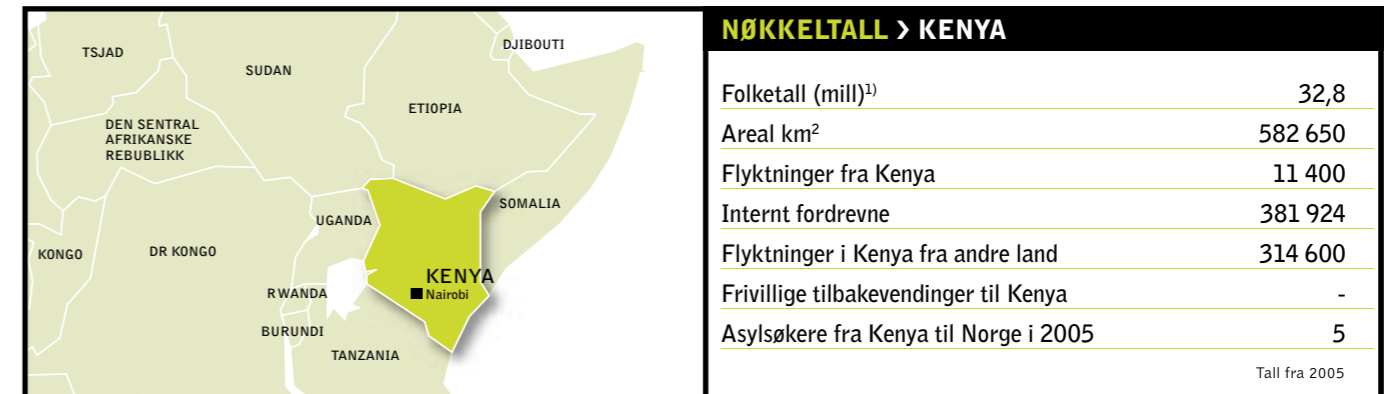 TSJAD
SUDAN
DJIBOUTI
ETIOPIA
DEN SENTRAL
AFRIKANSKE
REBUBLIKK
UGANDA
SOMALIA
KONGO
DR KONGO
KENYA
Nairobi
RWANDA
BURUNDI
TANZANIA
NØKKELTALL > KENYA
Folketall (mill)1) 32,8
Areal km² 582 650
Flyktninger fra Kenya 11 400
Internt fordrevne 381 924
Flyktninger i Kenya fra andre land 314 600
Frivillige tilbakevendinger til Kenya -
Asylsøkere fra Kenya til Norge i 2005 5
Tall fra 2005